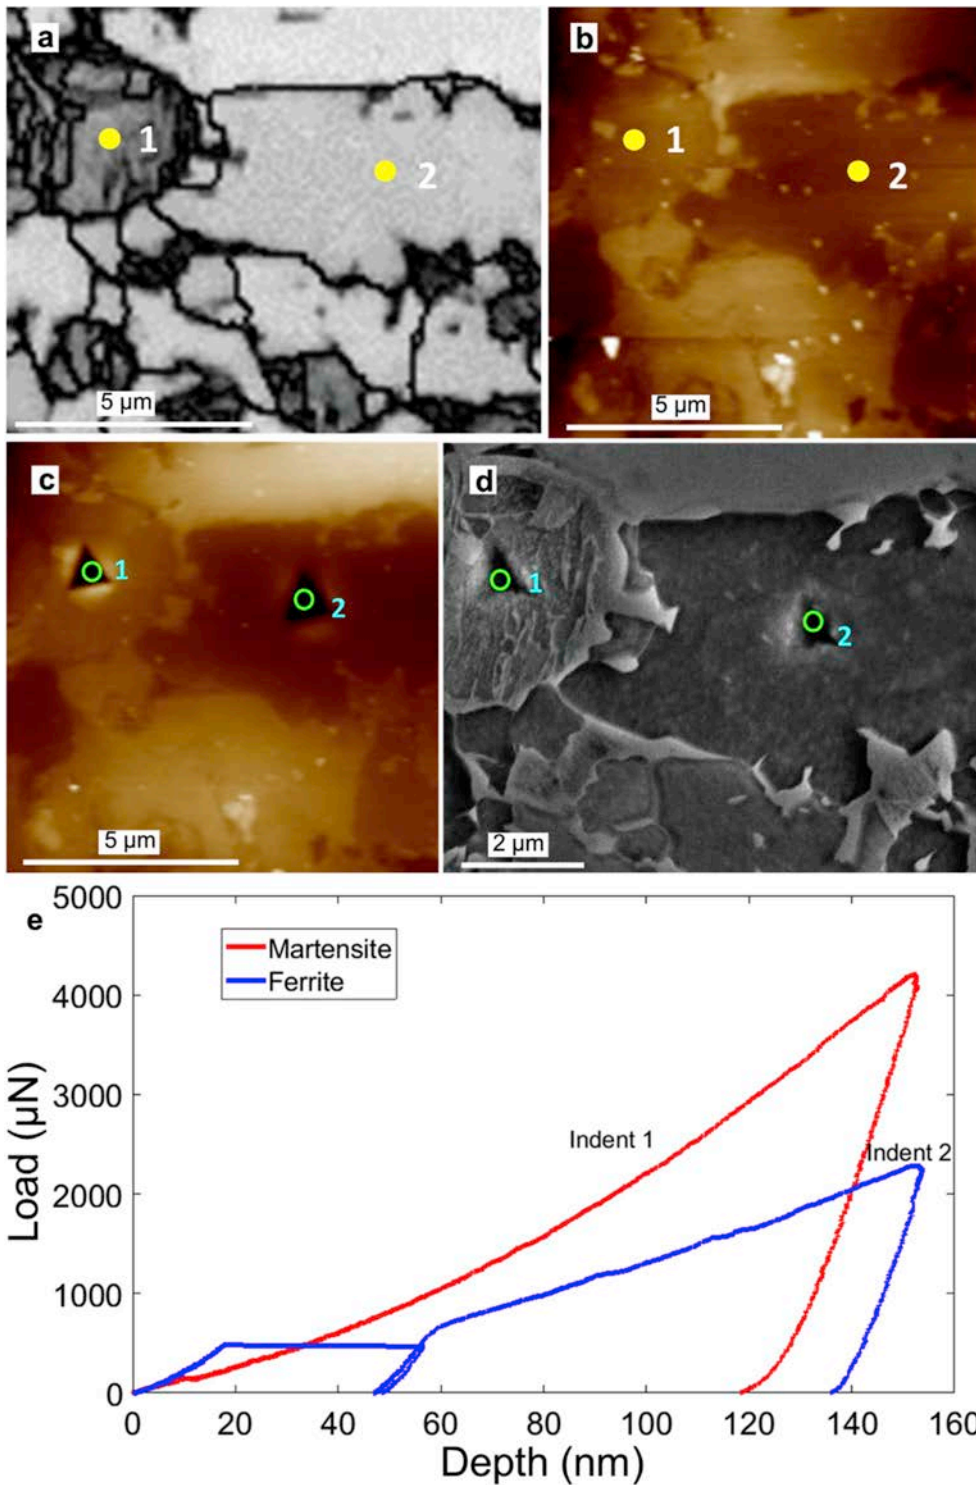 a
1
2
5 µm
b
1
2
5 µm
c
1
2
5 µm
d
1
2
2 µm
e
5000
4000
3000
2000
1000
0
Load (µN)
Martensite
Ferrite
Indent 1
Indent 2
0 20 40 60 80 100 120 140 160
Depth (nm)